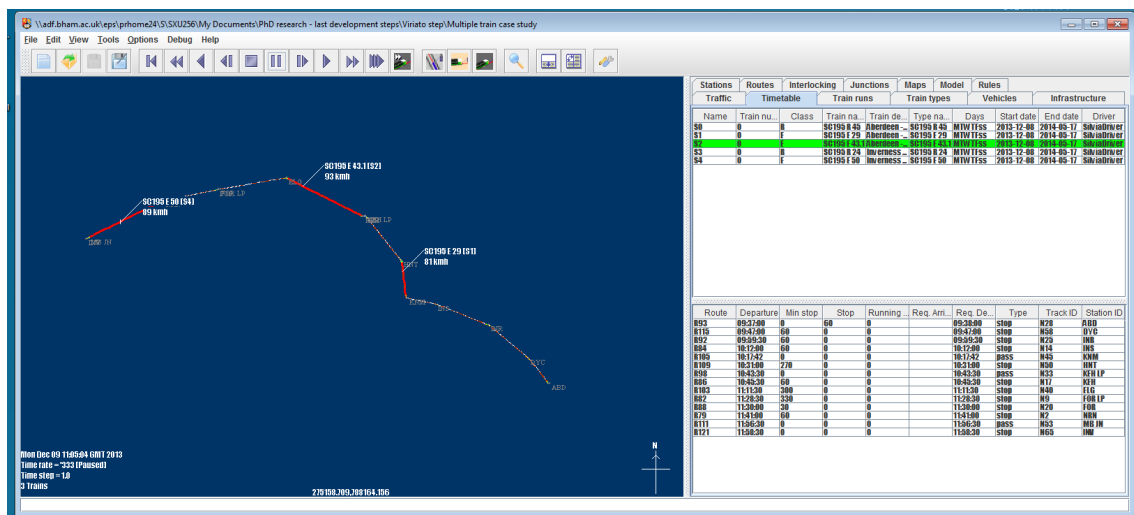 \\adf.bham.ac.uk\eps\prhome24\S\SXU256\My Documents\PhD research - last development steps\Viriato step\Multiple train case study
File Edit View Tools Options Debug Help
Stations Routes Interlocking Junctions Maps Model Rules
Traffic Timetable Train runs Train types Vehicles Infrastructure
Name Train nu... Class Train na... Train de... Type na... Days Start date End date Driver
S0 0 R SC195 R 45 Aberdeen -... SC195 R 45 MTWTFss 2013-12-08 2014-05-17 SilviaDriver
S1 0 E SC195 E 29 Aberdeen -... SC195 E 29 MTWTFss 2013-12-08 2014-05-17 SilviaDriver
S2 0 E SC195 E 43.1 Aberdeen -... SC195 E 43.1 MTWTFss 2013-12-08 2014-05-17 SilviaDriver
S3 0 R SC195 R 24 Inverness ... SC195 R 24 MTWTFss 2013-12-08 2014-05-17 SilviaDriver
S4 0 E SC195 E 50 Inverness ... SC195 E 50 MTWTFss 2013-12-08 2014-05-17 SilviaDriver
SC195 E 43.1 [S2]
93 kmh
SC195 E 50 [S4]
89 kmh
SC195 E 29 [S1]
81 kmh
HNT
INS
INR
DYC
ABD
Route Departure Min stop Stop Running ... Req. Arri... Req. De... Type Track ID Station ID
R93 09:37:00 0 60 0 09:38:00 stop N28 ABD
R115 09:47:00 60 0 0 09:47:00 stop N58 DYC
R92 09:59:30 60 0 0 09:59:30 stop N25 INR
R84 10:12:00 60 0 0 10:12:00 stop N14 INS
R105 10:17:42 0 0 0 10:17:42 pass N45 KNM
R109 10:31:00 270 0 0 10:31:00 stop N50 HNT
R98 10:43:30 0 0 0 10:43:30 pass N33 KEH LP
R86 10:45:30 60 0 0 10:45:30 stop N17 KEH
R103 11:11:30 300 0 0 11:11:30 stop N40 ELG
R82 11:28:30 330 0 0 11:28:30 stop N9 FOR LP
R88 11:30:00 30 0 0 11:30:00 stop N20 FOR
R79 11:41:00 60 0 0 11:41:00 stop N2 NRN
R111 11:56:30 0 0 0 11:56:30 pass N53 MB JN
R121 11:58:30 0 0 0 11:58:30 stop N65 INV
N
Mon Dec 09 11:05:04 GMT 2013
Time rate = *333 [Paused]
Time step = 1.0
3 Trains
275158.709,788164.156